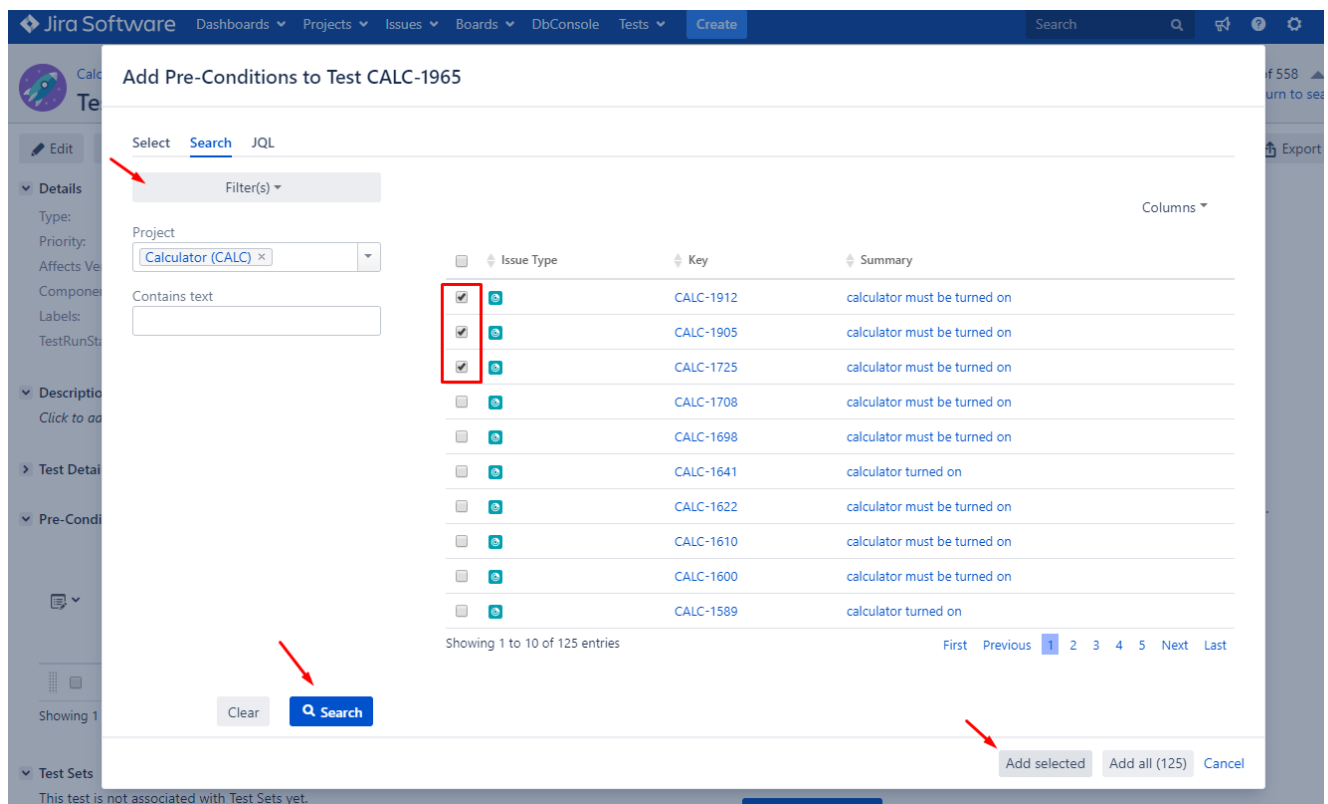 Jira Software Dashboards Projects Issues Boards DbConsole Tests Create Search
Add Pre-Conditions to Test CALC-1965
Calc
Te
of 558
urn to sea
Edit
Export
Select Search JQL
Filter(s)
Columns
Project
Calculator (CALC) ×
Contains text
Issue Type Key Summary
CALC-1912 calculator must be turned on
CALC-1905 calculator must be turned on
CALC-1725 calculator must be turned on
CALC-1708 calculator must be turned on
CALC-1698 calculator must be turned on
CALC-1641 calculator turned on
CALC-1622 calculator must be turned on
CALC-1610 calculator must be turned on
CALC-1600 calculator must be turned on
CALC-1589 calculator turned on
Showing 1 to 10 of 125 entries
First Previous 1 2 3 4 5 Next Last
Clear Search
Add selected Add all (125) Cancel
Details
Type:
Priority:
Affects Ve
Componen
Labels:
TestRunSta
Descriptio
Click to ad
Test Detai
Pre-Condi
Showing 1
Test Sets
This test is not associated with Test Sets yet.